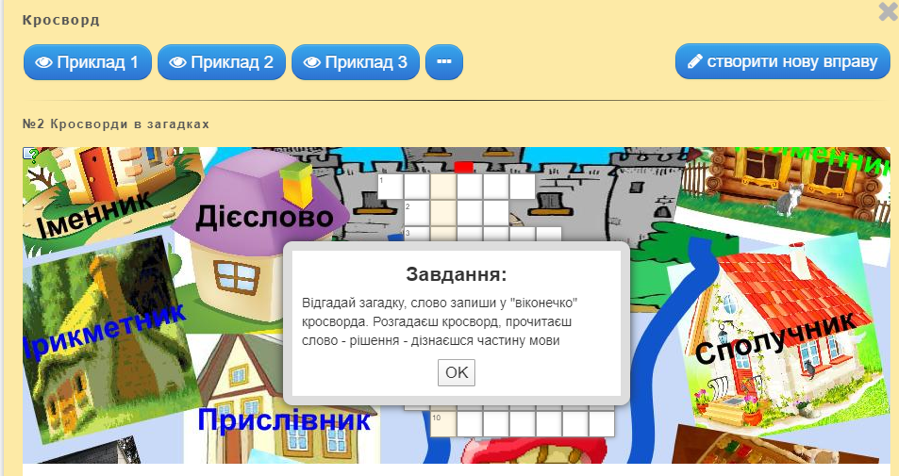 Кросворд
Приклад 1
Приклад 2
Приклад 3
створити нову вправу
№2 Кросворди в загадках
Іменник
Дієслово
1
2
3
Завдання:
Відгадай загадку, слово запиши у "віконечко"
кросворда. Розгадаєш кросворд, прочитаєш
слово - рішення - дізнаєшся частину мови
OK
Прикметник
Сполучник
Прислівник
10